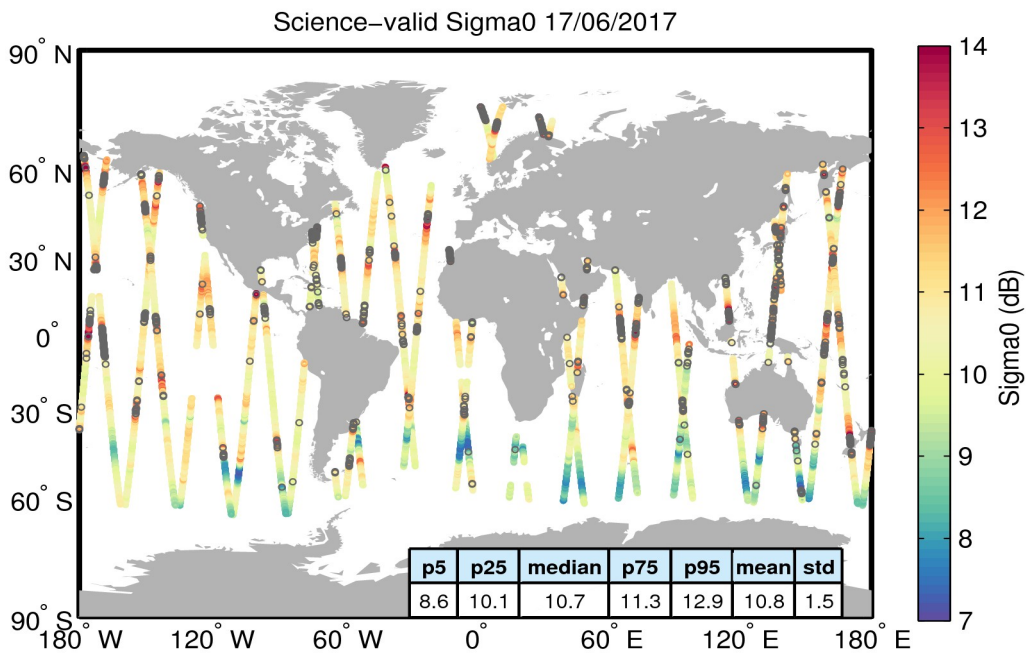 Science−valid Sigma0 17/06/2017
90° N
60° N
30° N
0°
30° S
60° S
90° S
180° W
120° W
60° W
0°
60° E
120° E
180° E
p5 p25 median p75 p95 mean std
8.6 10.1 10.7 11.3 12.9 10.8 1.5
14
13
12
11
10
9
8
7
Sigma0 (dB)